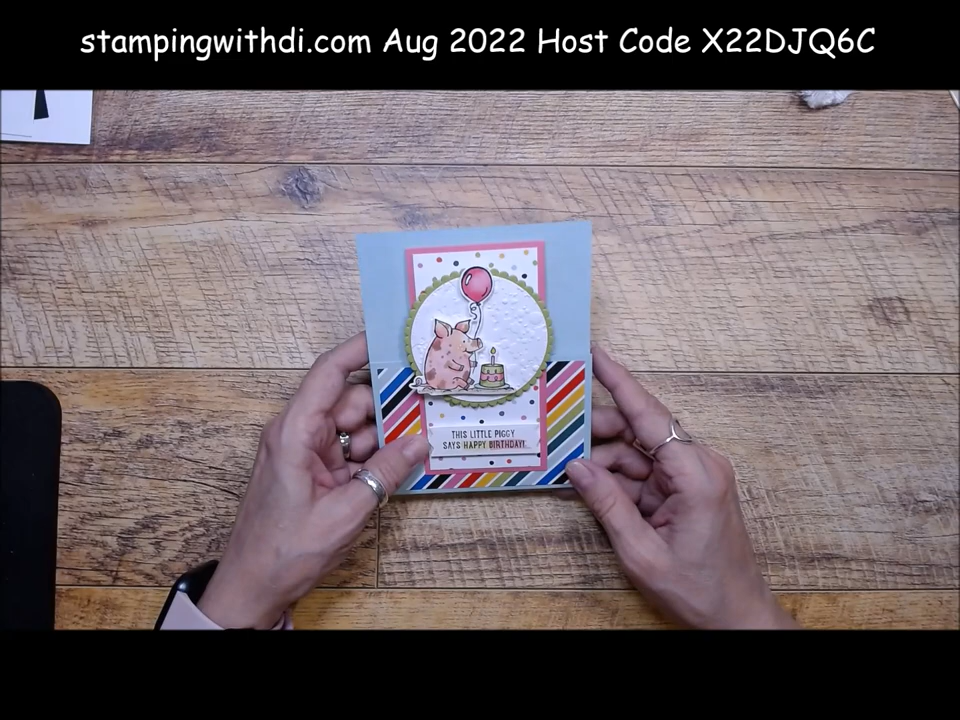 stampingwithdi.com Aug 2022 Host Code X22DJQ6C
THIS LITTLE PIGGY
SAYS HAPPY BIRTHDAY!